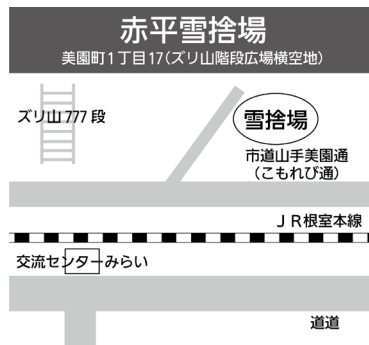 赤平雪捨場
美園町1丁目17(ズリ山階段広場横空地)
ズリ山777段
雪捨場
市道山手美園通
(こもれび通)
JR根室本線
交流センターみらい
道道